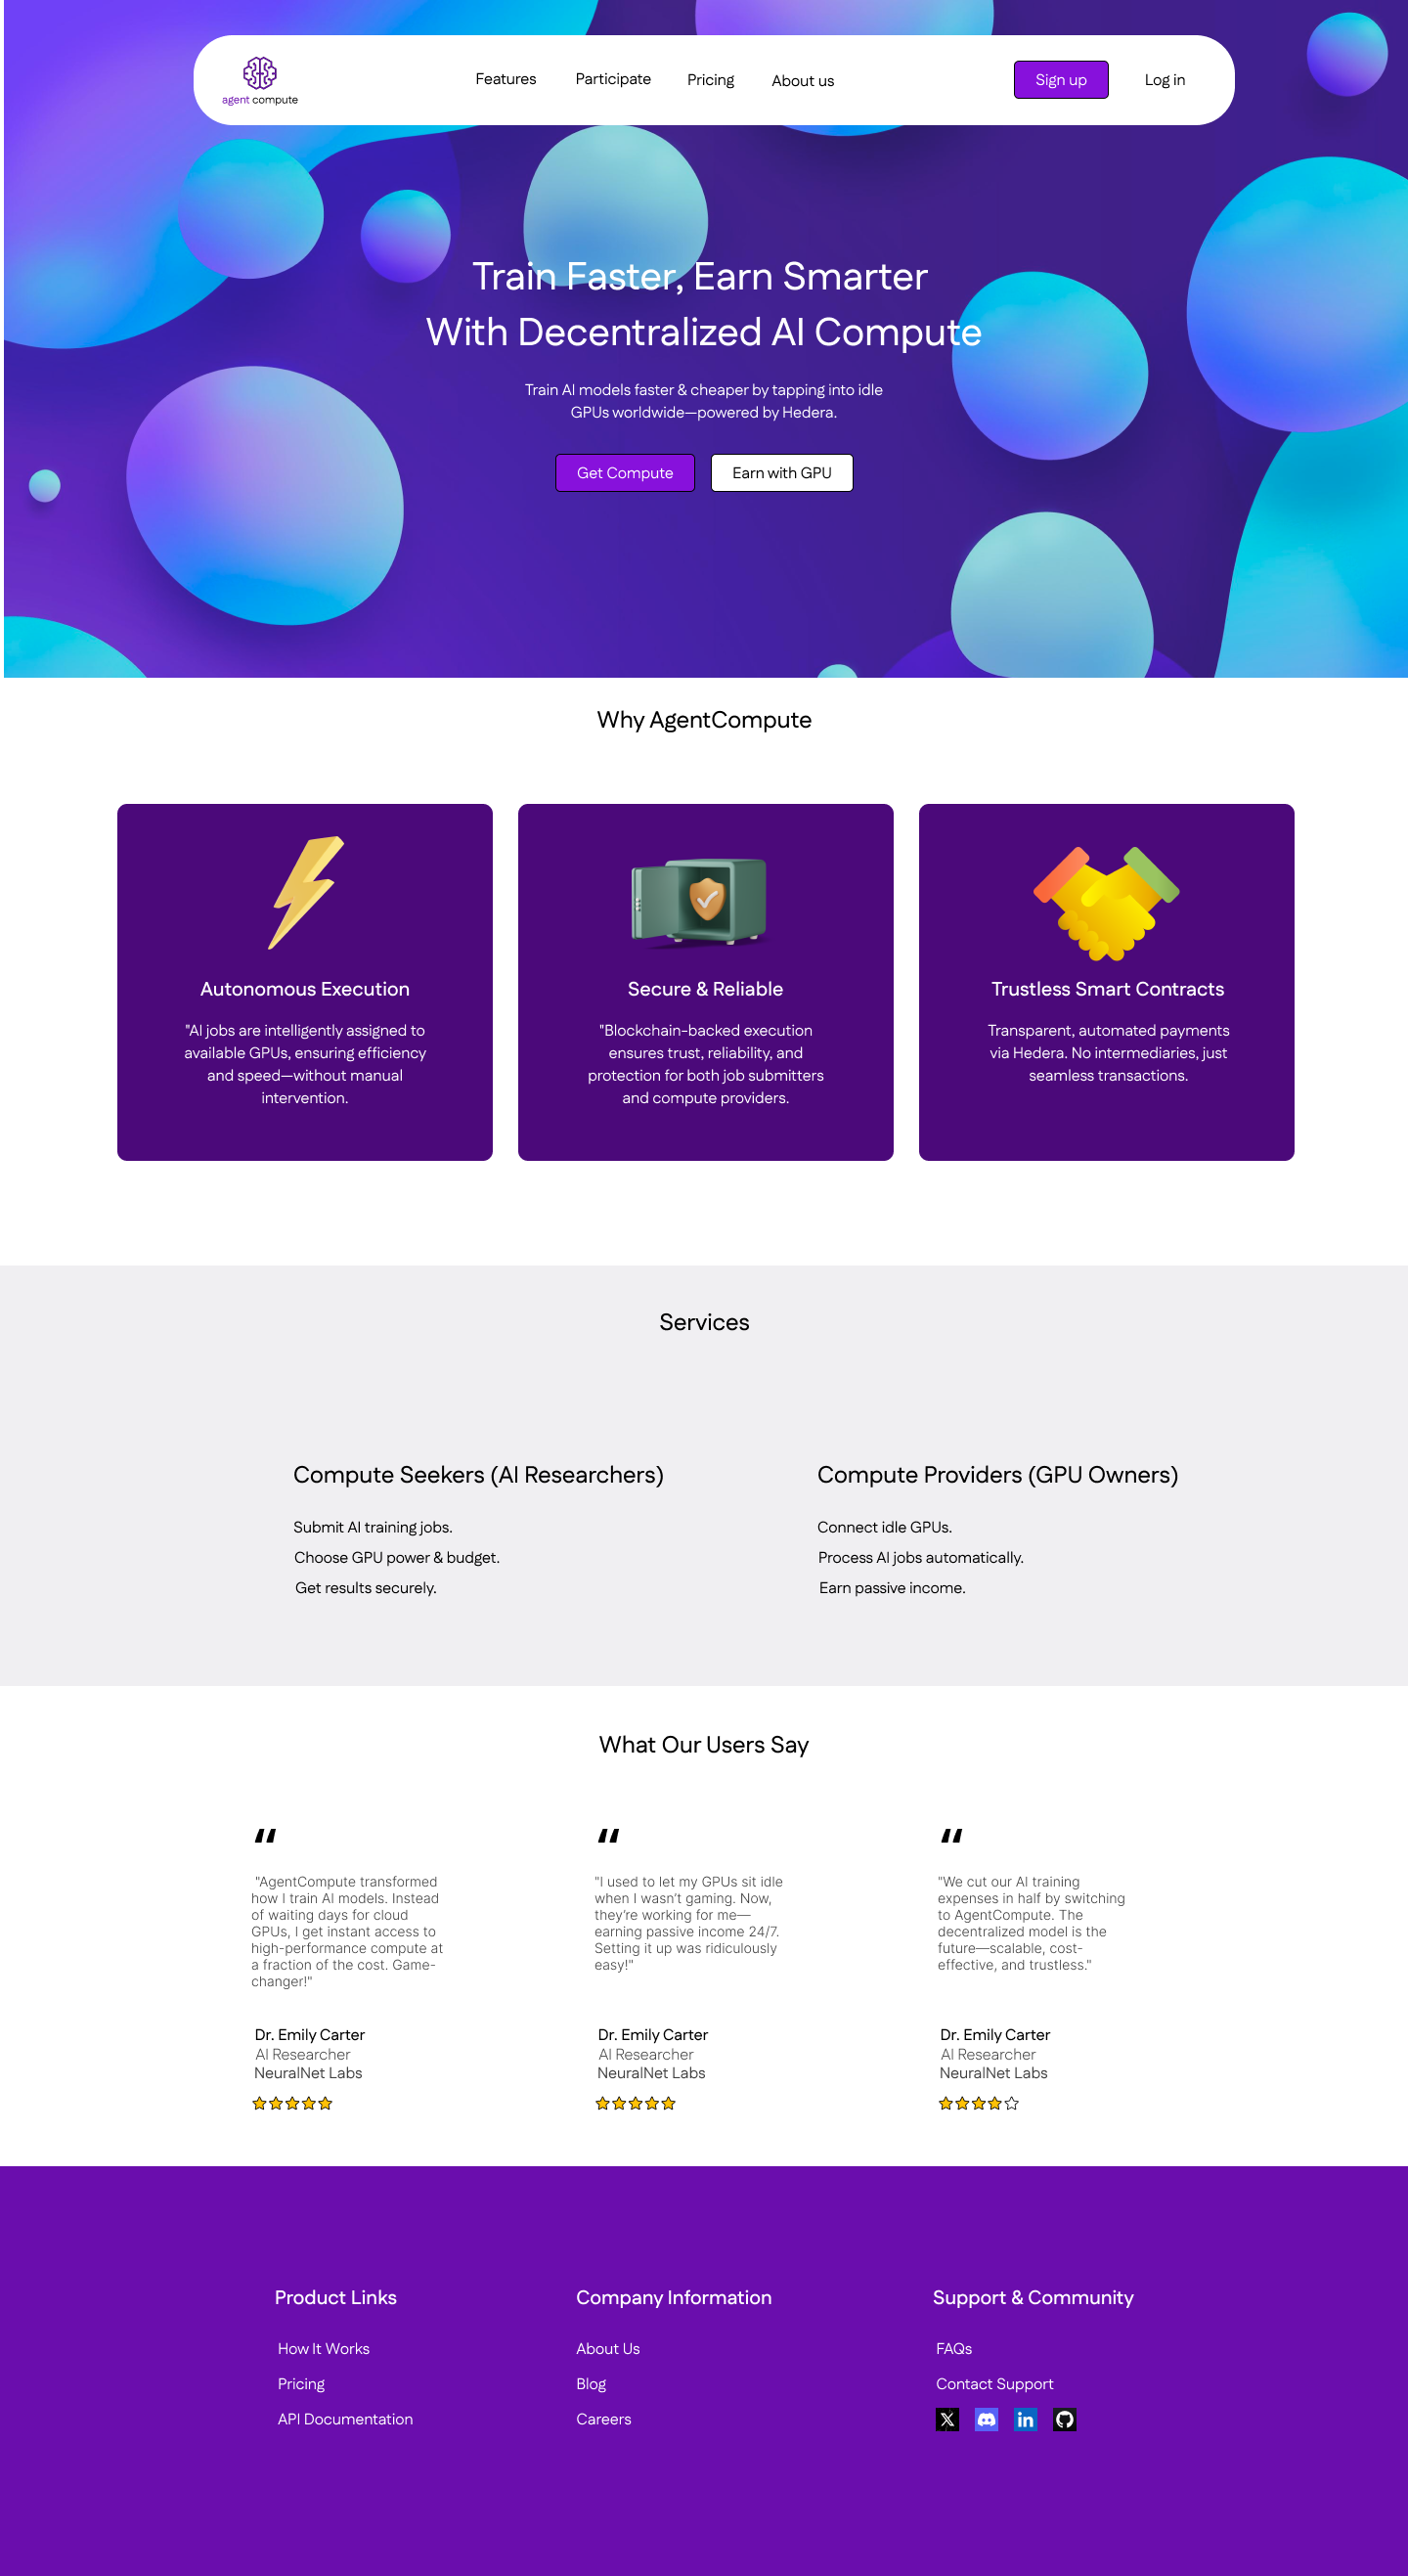 agent compute
Features
Participate
Pricing
About us
Sign up
Log in
Train Faster, Earn Smarter
With Decentralized AI Compute
Train AI models faster & cheaper by tapping into idle
GPUs worldwide—powered by Hedera.
Get Compute
Earn with GPU
Why AgentCompute
Autonomous Execution
"AI jobs are intelligently assigned to
available GPUs, ensuring efficiency
and speed—without manual
intervention.
Secure & Reliable
"Blockchain-backed execution
ensures trust, reliability, and
protection for both job submitters
and compute providers.
Trustless Smart Contracts
Transparent, automated payments
via Hedera. No intermediaries, just
seamless transactions.
Services
Compute Seekers (AI Researchers)
Submit AI training jobs.
Choose GPU power & budget.
Get results securely.
Compute Providers (GPU Owners)
Connect idle GPUs.
Process AI jobs automatically.
Earn passive income.
What Our Users Say
“
"AgentCompute transformed
how I train AI models. Instead
of waiting days for cloud
GPUs, I get instant access to
high-performance compute at
a fraction of the cost. Game-
changer!"
Dr. Emily Carter
AI Researcher
NeuralNet Labs
“
"I used to let my GPUs sit idle
when I wasn’t gaming. Now,
they’re working for me—
earning passive income 24/7.
Setting it up was ridiculously
easy!"
Dr. Emily Carter
AI Researcher
NeuralNet Labs
“
"We cut our AI training
expenses in half by switching
to AgentCompute. The
decentralized model is the
future—scalable, cost-
effective, and trustless."
Dr. Emily Carter
AI Researcher
NeuralNet Labs
Product Links
How It Works
Pricing
API Documentation
Company Information
About Us
Blog
Careers
Support & Community
FAQs
Contact Support
X
in